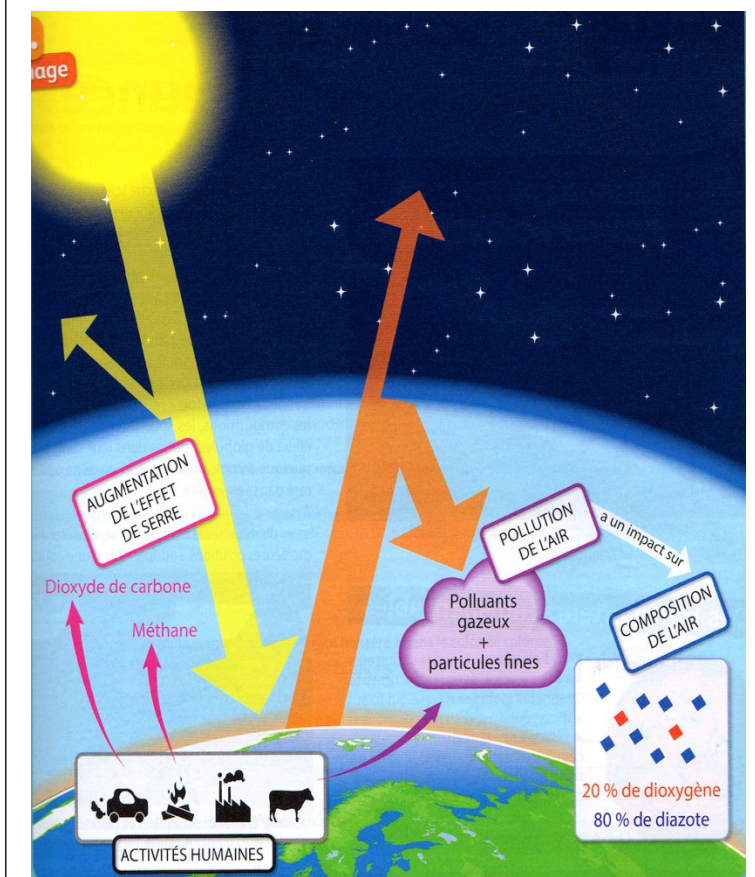 nage
AUGMENTATION
DE L'EFFET
DE SERRE
Dioxyde de carbone
Méthane
POLLUTION
DE L'AIR
a un impact sur
Polluants
gazeux
+
particules fines
COMPOSITION
DE L'AIR
20 % de dioxygène
80 % de diazote
ACTIVITÉS HUMAINES